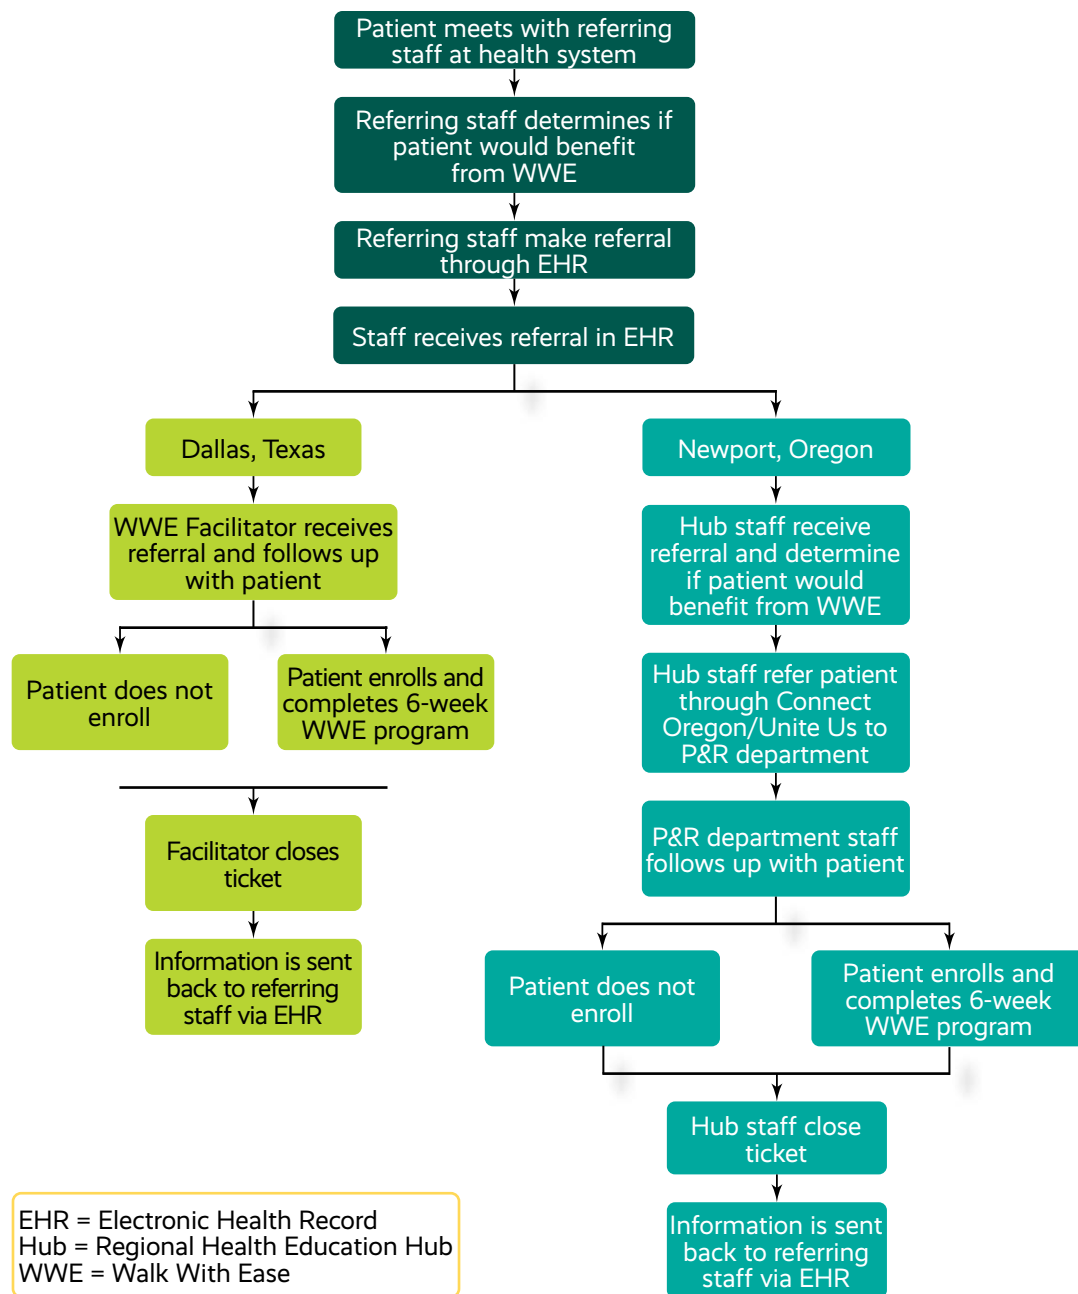 Patient meets with referring
staff at health system
Referring staff determines if
patient would benefit
from WWE
Referring staff make referral
through EHR
Staff receives referral in EHR
Dallas, Texas
WWE Facilitator receives
referral and follows up
with patient
Patient does not
enroll
Patient enrolls and
completes 6-week
WWE program
Facilitator closes
ticket
Information is sent
back to referring
staff via EHR
Newport, Oregon
Hub staff receive
referral and determine
if patient would
benefit from WWE
Hub staff refer patient
through Connect
Oregon/Unite Us to
P&R department
P&R department staff
follows up with patient
Patient does not
enroll
Patient enrolls and
completes 6-week
WWE program
Hub staff close
ticket
Information is sent
back to referring
staff via EHR
EHR = Electronic Health Record
Hub = Regional Health Education Hub
WWE = Walk With Ease